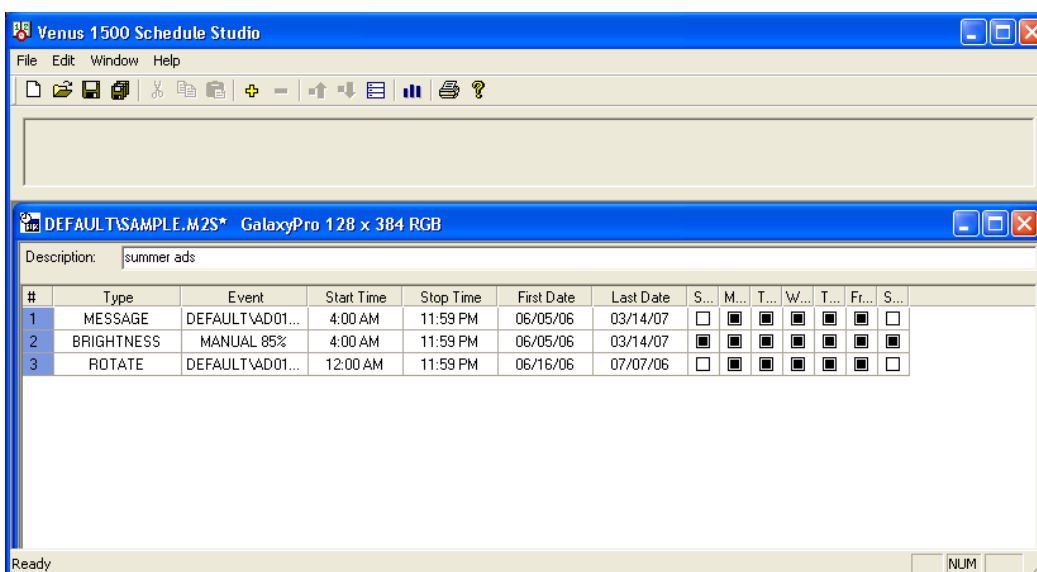 Venus 1500 Schedule Studio
File Edit Window Help
DEFAULT\SAMPLE.M2S* GalaxyPro 128 x 384 RGB
Description: summer ads
# Type Event Start Time Stop Time First Date Last Date S... M... T... W... T... Fr... S...
1 MESSAGE DEFAULT\AD01... 4:00 AM 11:59 PM 06/05/06 03/14/07
2 BRIGHTNESS MANUAL 85% 4:00 AM 11:59 PM 06/05/06 03/14/07
3 ROTATE DEFAULT\AD01... 12:00 AM 11:59 PM 06/16/06 07/07/06
Ready NUM